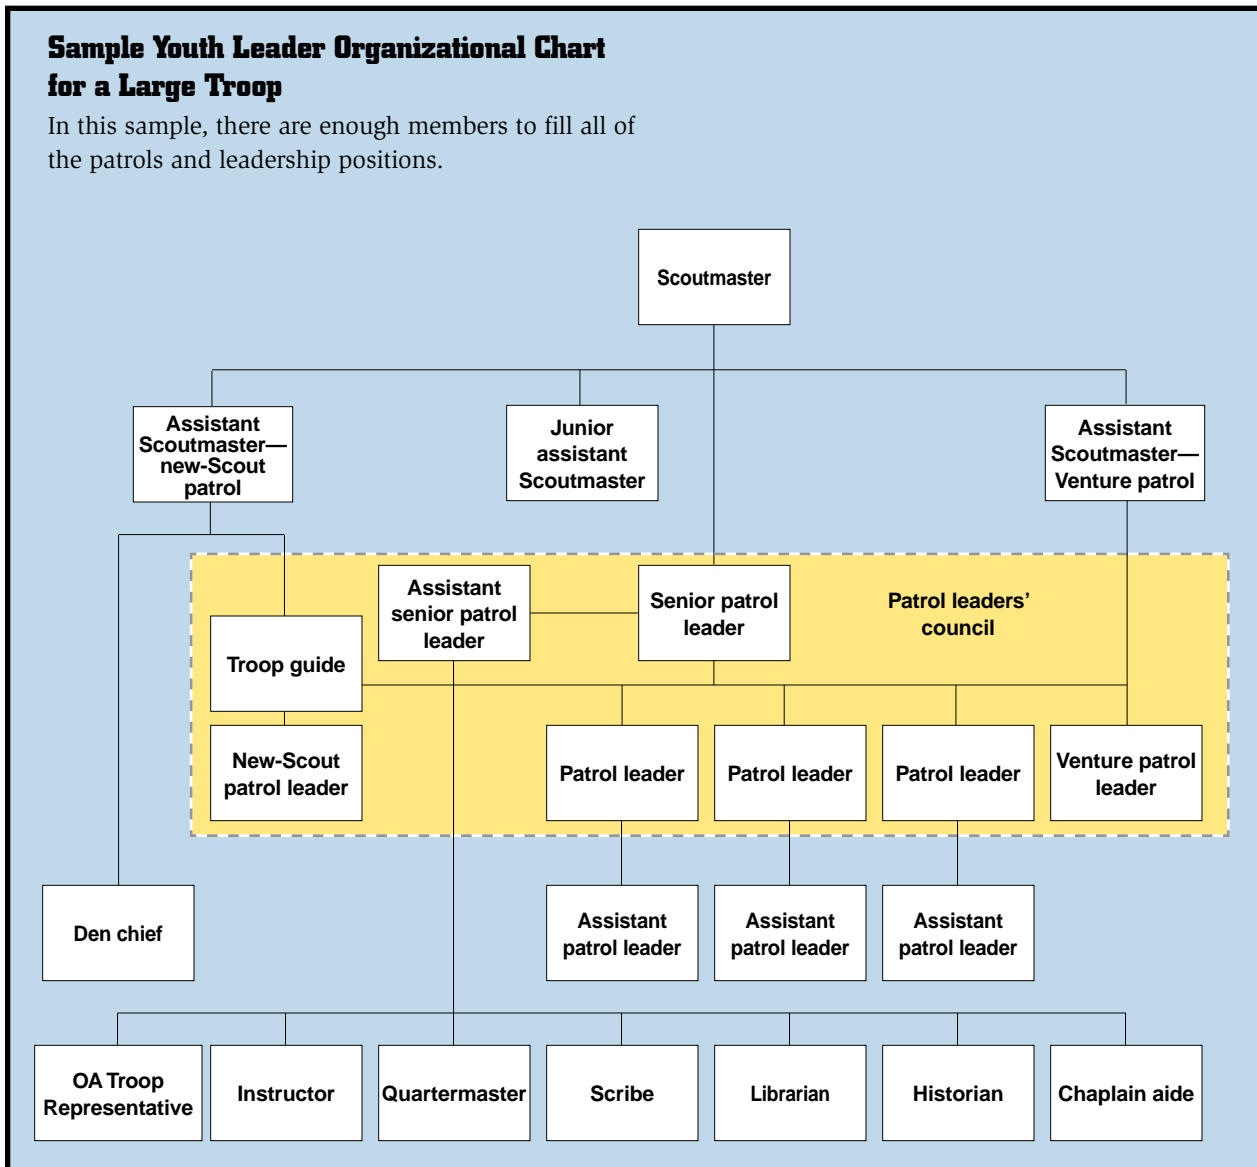 Sample Youth Leader Organizational Chart
for a Large Troop
In this sample, there are enough members to fill all of
the patrols and leadership positions.
Scoutmaster
Assistant
Scoutmaster—
new-Scout
patrol
Junior
assistant
Scoutmaster
Assistant
Scoutmaster—
Venture patrol
Assistant
senior patrol
leader
Senior patrol
leader
Patrol leaders'
council
Troop guide
New-Scout
patrol leader
Patrol leader
Patrol leader
Patrol leader
Venture patrol
leader
Den chief
Assistant
patrol leader
Assistant
patrol leader
Assistant
patrol leader
OA Troop
Representative
Instructor
Quartermaster
Scribe
Librarian
Historian
Chaplain aide